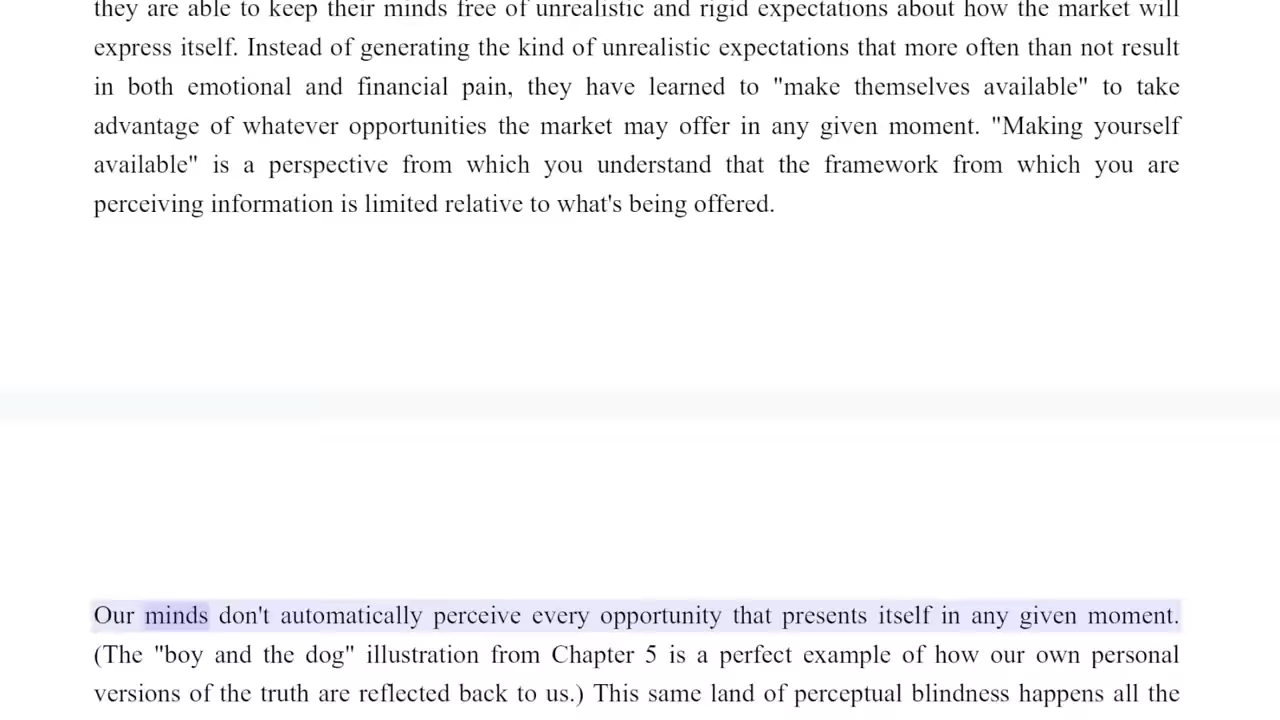 they are able to keep their minds free of unrealistic and rigid expectations about how the market will
express itself. Instead of generating the kind of unrealistic expectations that more often than not result
in both emotional and financial pain, they have learned to "make themselves available" to take
advantage of whatever opportunities the market may offer in any given moment. "Making yourself
available" is a perspective from which you understand that the framework from which you are
perceiving information is limited relative to what's being offered.
Our minds don't automatically perceive every opportunity that presents itself in any given moment.
(The "boy and the dog" illustration from Chapter 5 is a perfect example of how our own personal
versions of the truth are reflected back to us.) This same land of perceptual blindness happens all the